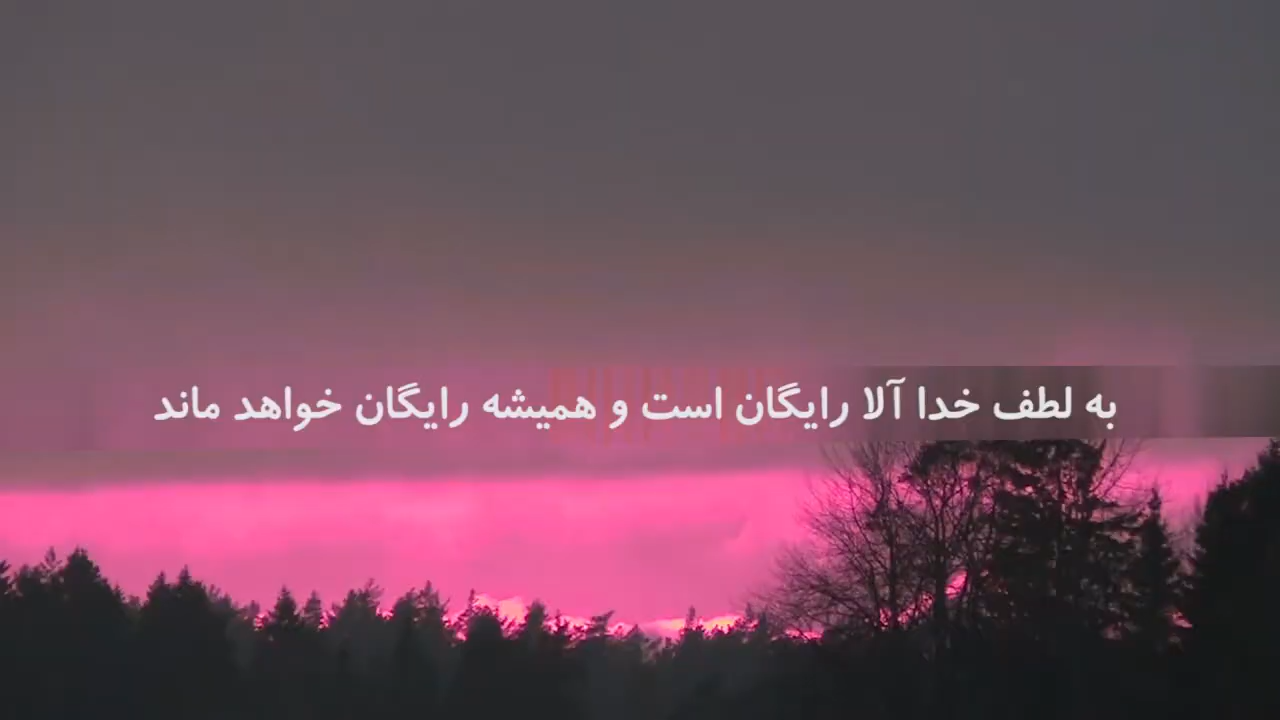 به لطف خدا آلا رایگان است و همیشه رایگان خواهد ماند